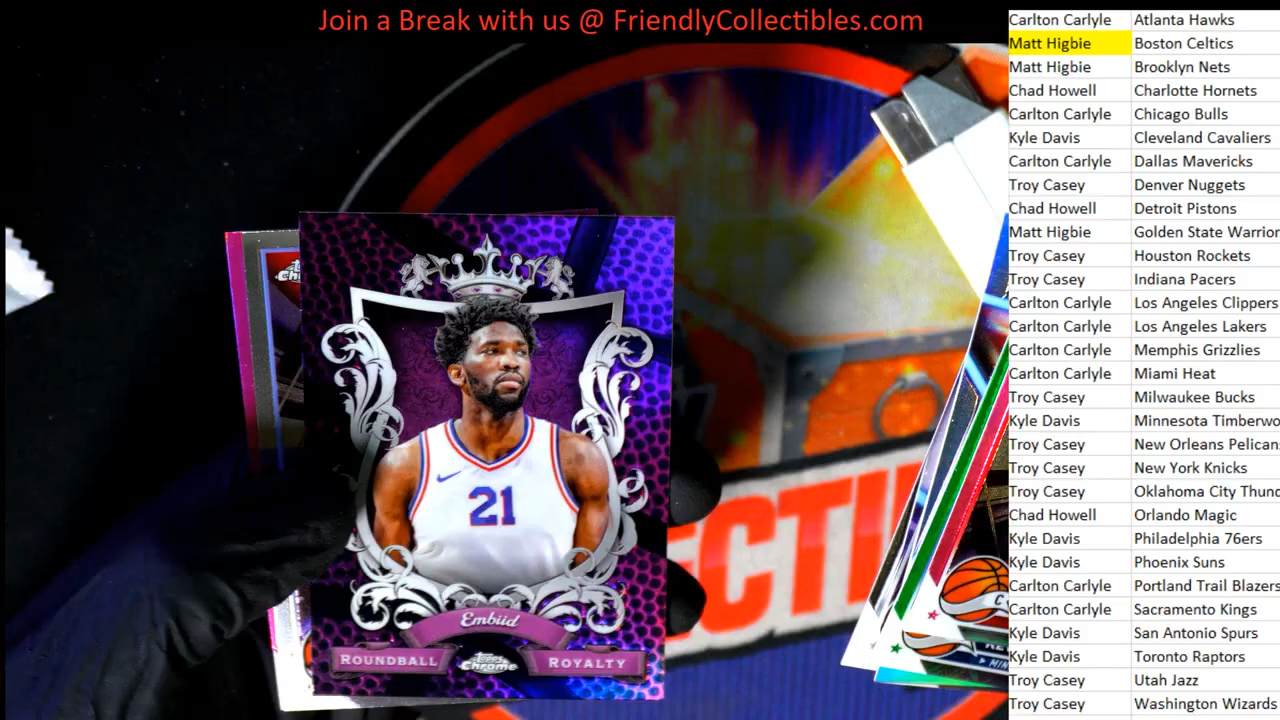 Join a Break with us @ FriendlyCollectibles.com
Carlton Carlyle Atlanta Hawks
Matt Higbie Boston Celtics
Matt Higbie Brooklyn Nets
Chad Howell Charlotte Hornets
Carlton Carlyle Chicago Bulls
Kyle Davis Cleveland Cavaliers
Carlton Carlyle Dallas Mavericks
Troy Casey Denver Nuggets
Chad Howell Detroit Pistons
Matt Higbie Golden State Warrior
Troy Casey Houston Rockets
Troy Casey Indiana Pacers
Carlton Carlyle Los Angeles Clippers
Carlton Carlyle Los Angeles Lakers
Carlton Carlyle Memphis Grizzlies
Carlton Carlyle Miami Heat
Troy Casey Milwaukee Bucks
Kyle Davis Minnesota Timberwo
Troy Casey New Orleans Pelican
Troy Casey New York Knicks
Troy Casey Oklahoma City Thund
Chad Howell Orlando Magic
Kyle Davis Philadelphia 76ers
Kyle Davis Phoenix Suns
Carlton Carlyle Portland Trail Blazers
Carlton Carlyle Sacramento Kings
Kyle Davis San Antonio Spurs
Kyle Davis Toronto Raptors
Troy Casey Utah Jazz
Troy Casey Washington Wizards
21
Embiid
ROUNDBALL Topps Chrome ROYALTY
ECTI